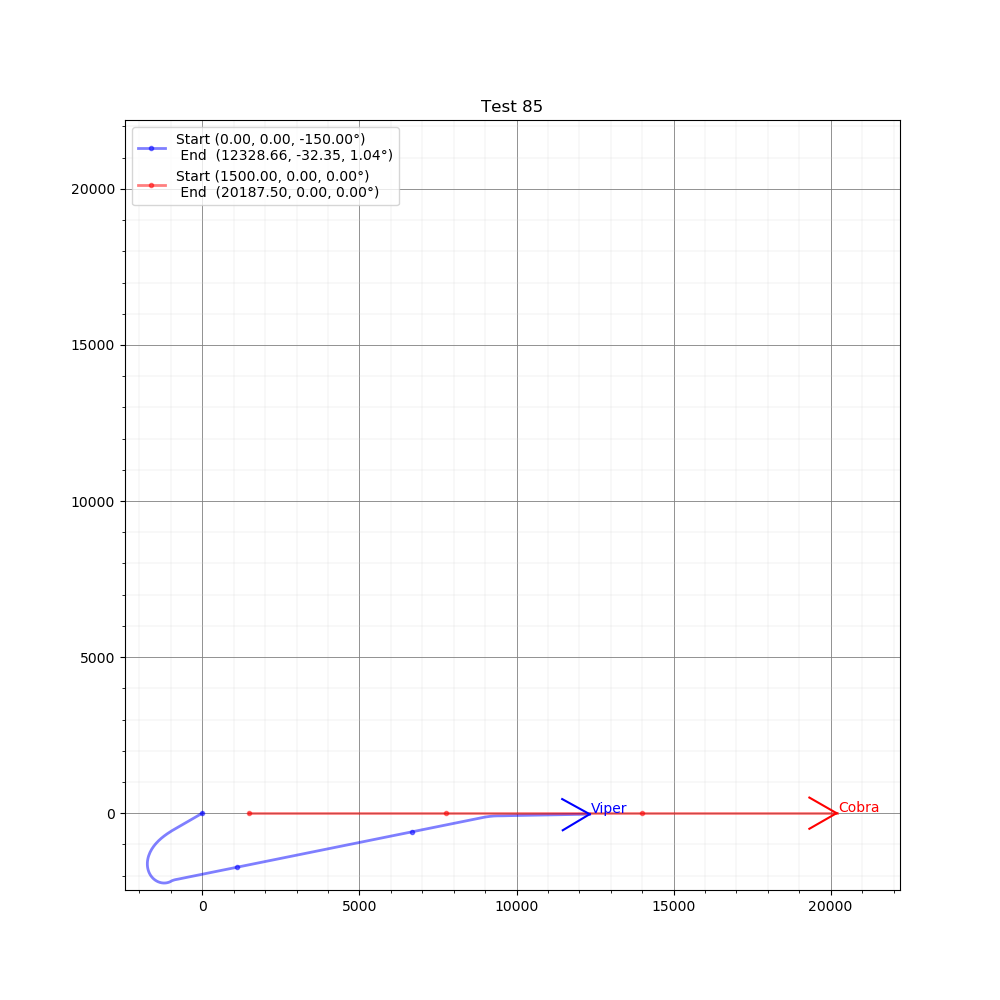 Test 85
Start (0.00, 0.00, -150.00°)
End (12328.66, -32.35, 1.04°)
Start (1500.00, 0.00, 0.00°)
End (20187.50, 0.00, 0.00°)
20000
15000
10000
5000
0
Viper
Cobra
0
5000
10000
15000
20000